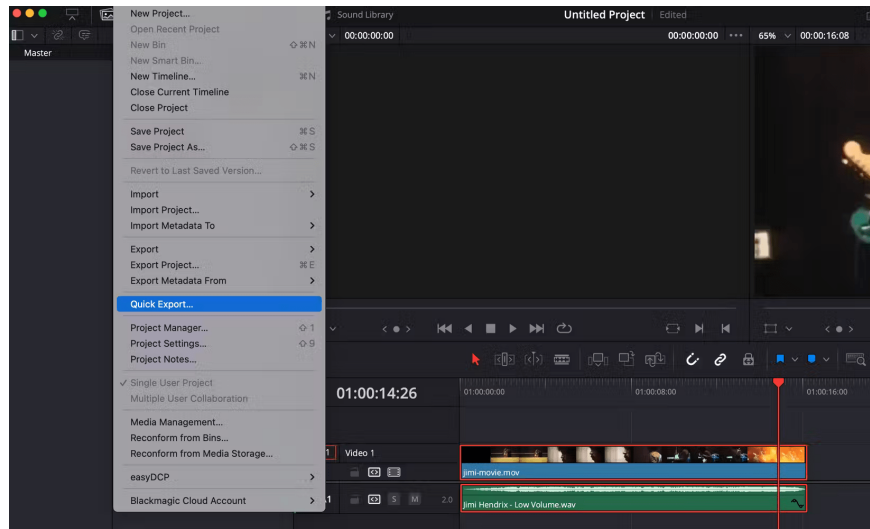 New Project...
Sound Library
Untitled Project
Edited
Open Recent Project
New Bin ⇧⌘N
00:00:00:00
00:00:00:00
65%
00:00:16:08
Master
New Smart Bin...
New Timeline... ⌘N
Close Current Timeline
Close Project
Save Project ⌘S
Save Project As... ⇧⌘S
Revert to Last Saved Version...
Import
Import Project...
Import Metadata To
Export
Export Project... ⌘E
Export Metadata From
Quick Export...
Project Manager... ⇧1
Project Settings... ⇧9
Project Notes...
Single User Project
Multiple User Collaboration
Media Management...
Reconform from Bins...
Reconform from Media Storage...
easyDCP
Blackmagic Cloud Account
01:00:14:26
01:00:00:00
01:00:08:00
01:00:16:00
1 Video 1
jimi-movie.mov
1 S M 2.0
Jimi Hendrix - Low Volume.wav